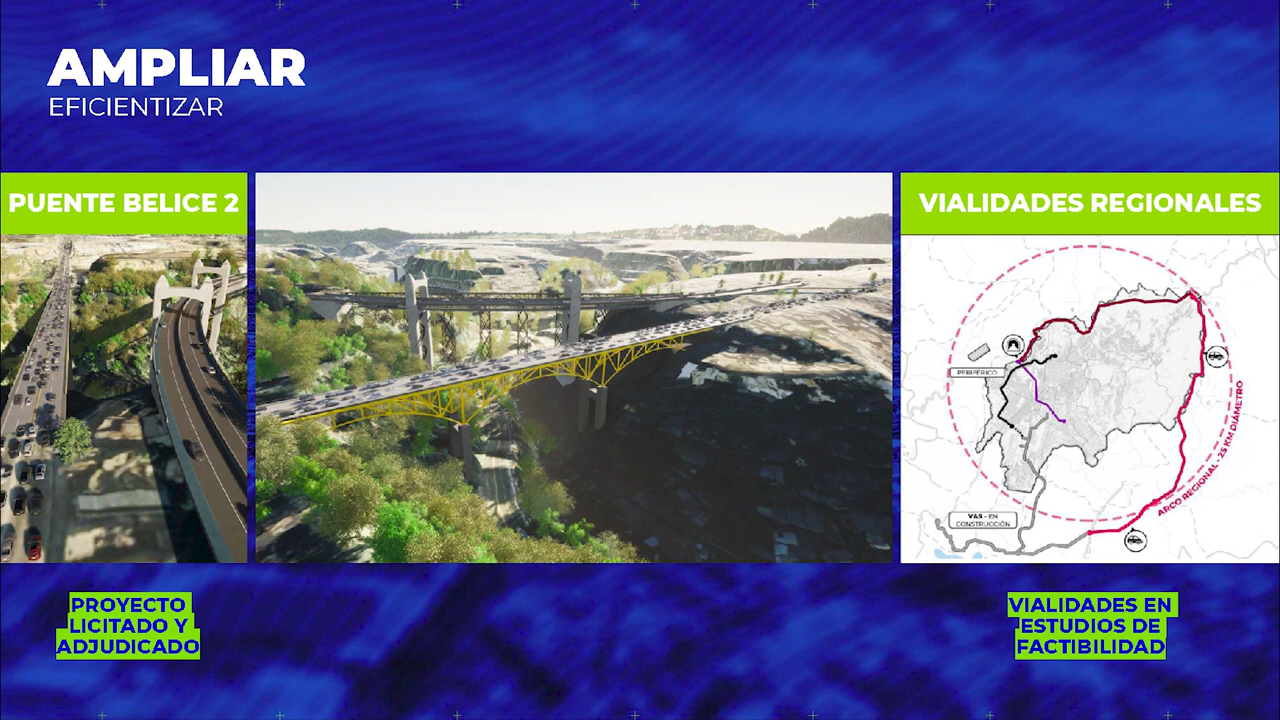 AMPLIAR
EFICIENTIZAR
PUENTE BELICE 2
VIALIDADES REGIONALES
PERIFÉRICO
ARCO REGIONAL - 25 KM DIÁMETRO
VAS - EN
CONSTRUCCIÓN
PROYECTO
LICITADO Y
ADJUDICADO
VIALIDADES EN
ESTUDIOS DE
FACTIBILIDAD